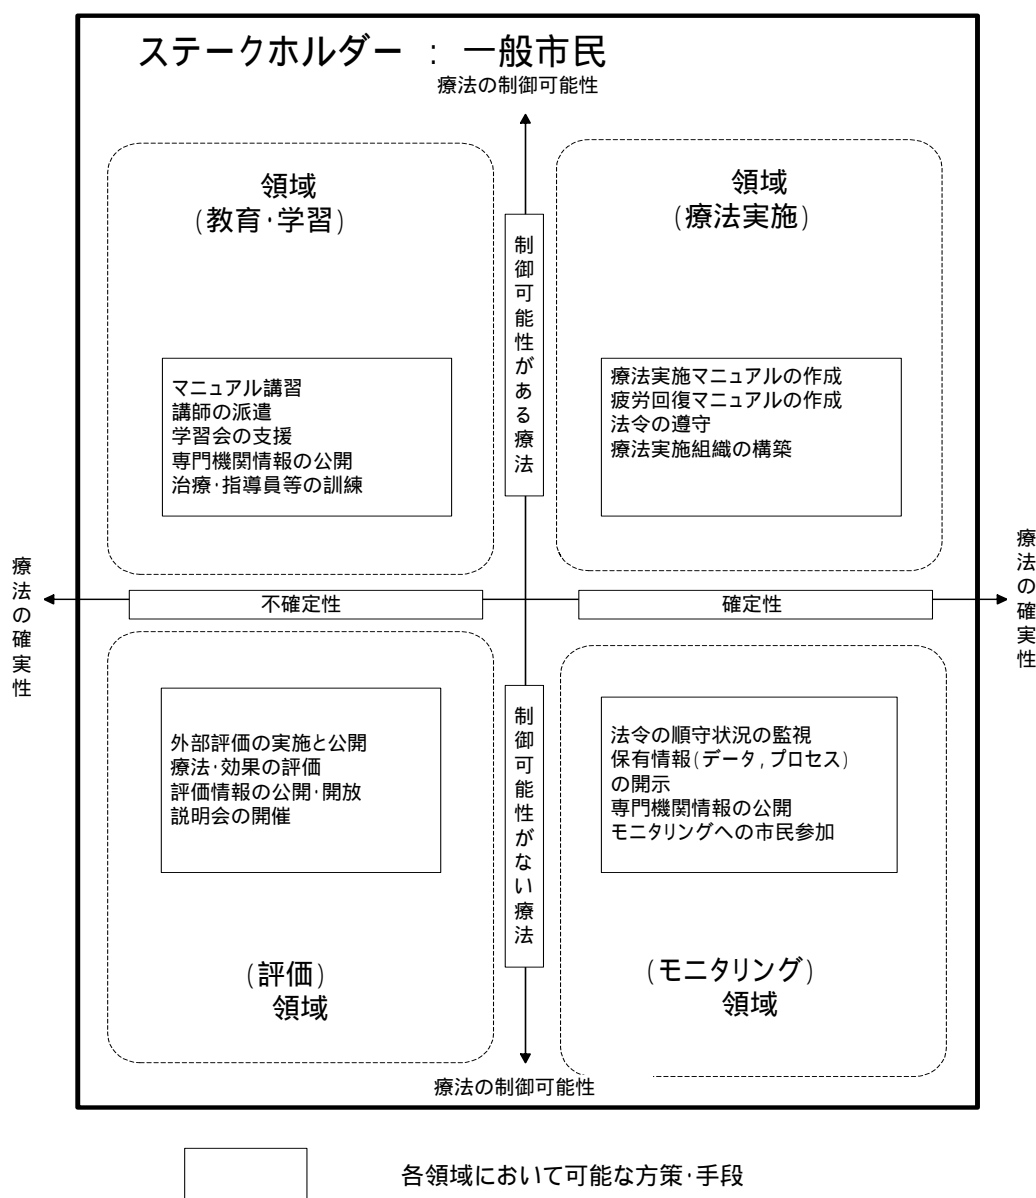 ステークホルダー : 一般市民
療法の制御可能性
領域
(教育・学習)
領域
(療法実施)
制御可能性がある療法
マニュアル講習
講師の派遣
学習会の支援
専門機関情報の公開
治療・指導員等の訓練
療法実施マニュアルの作成
疲労回復マニュアルの作成
法令の遵守
療法実施組織の構築
療法の確実性
不確定性
確定性
療法の確実性
外部評価の実施と公開
療法・効果の評価
評価情報の公開・開放
説明会の開催
制御可能性がない療法
法令の順守状況の監視
保有情報(データ,プロセス)
の開示
専門機関情報の公開
モニタリングへの市民参加
(評価)
領域
(モニタリング)
領域
療法の制御可能性
各領域において可能な方策・手段